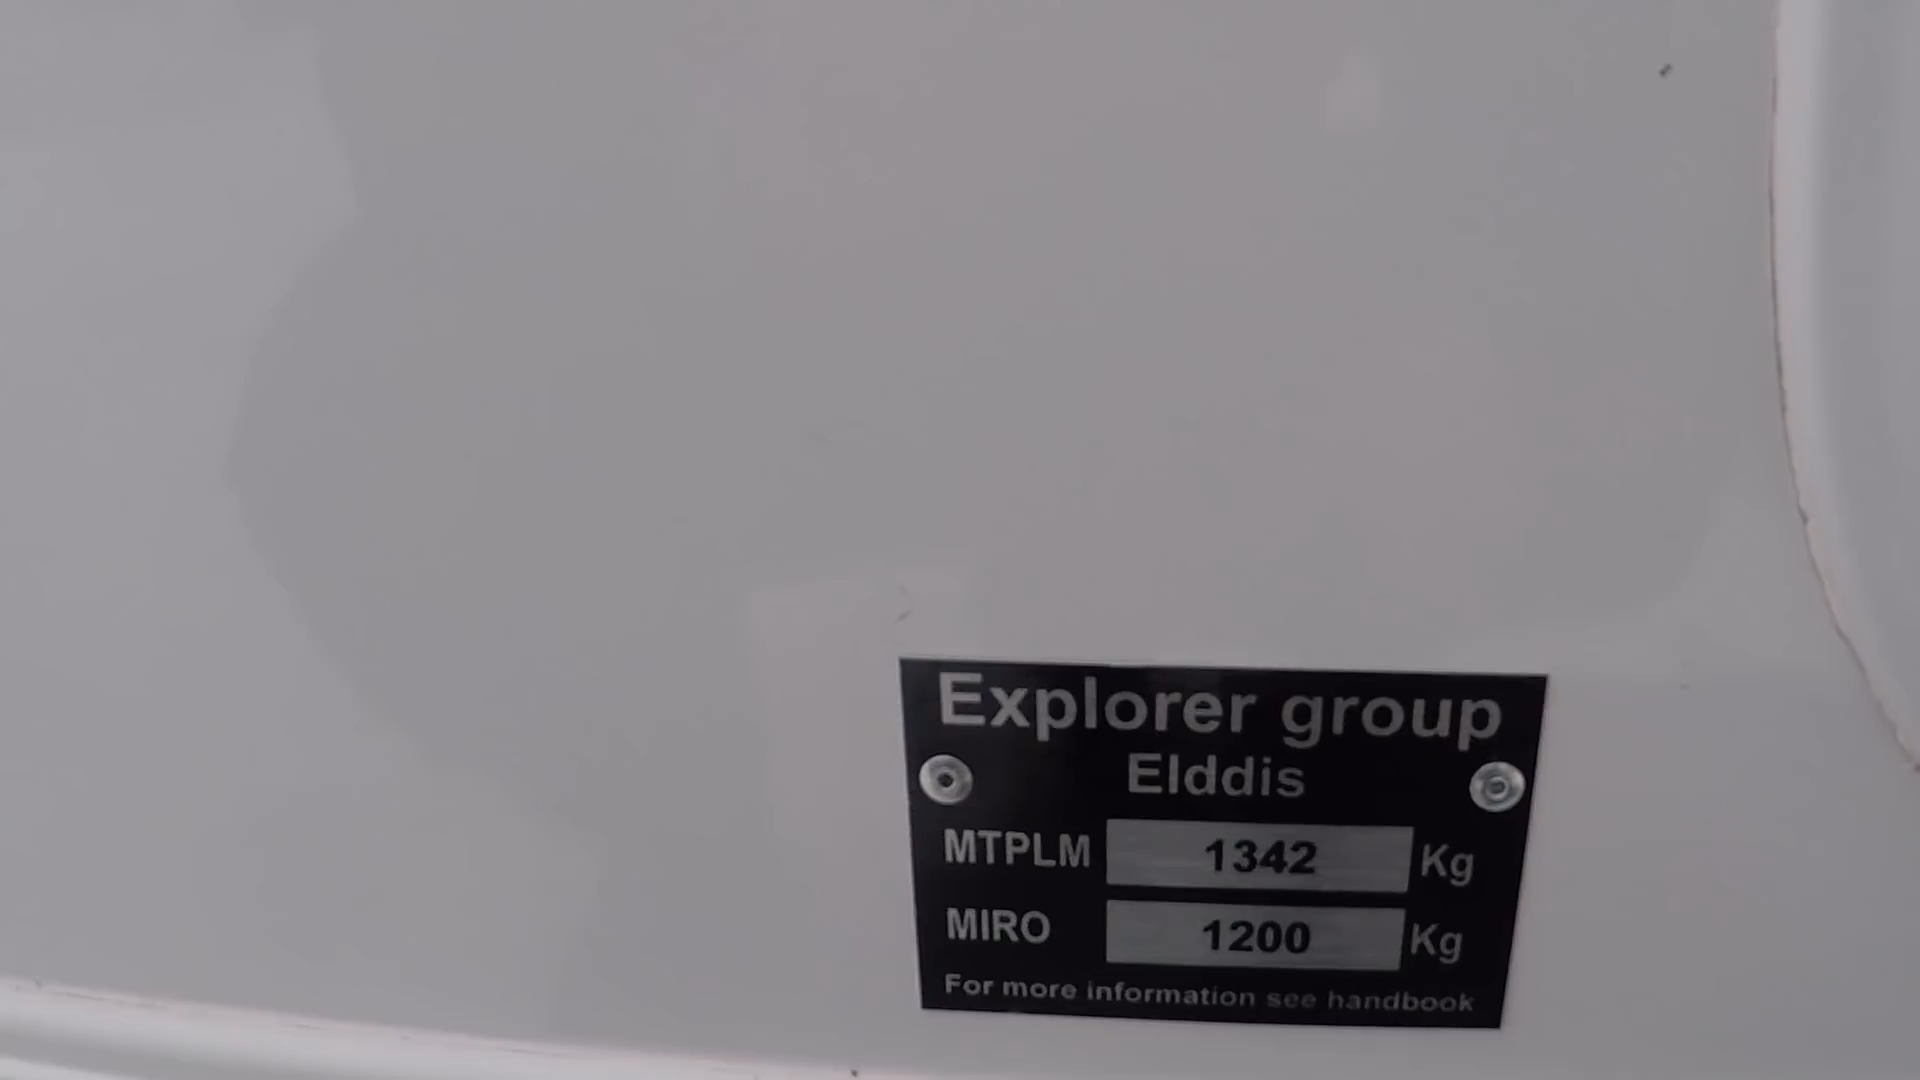 Explorer group
Elddis
MTPLM 1342 Kg
MIRO 1200 Kg
For more information see handbook